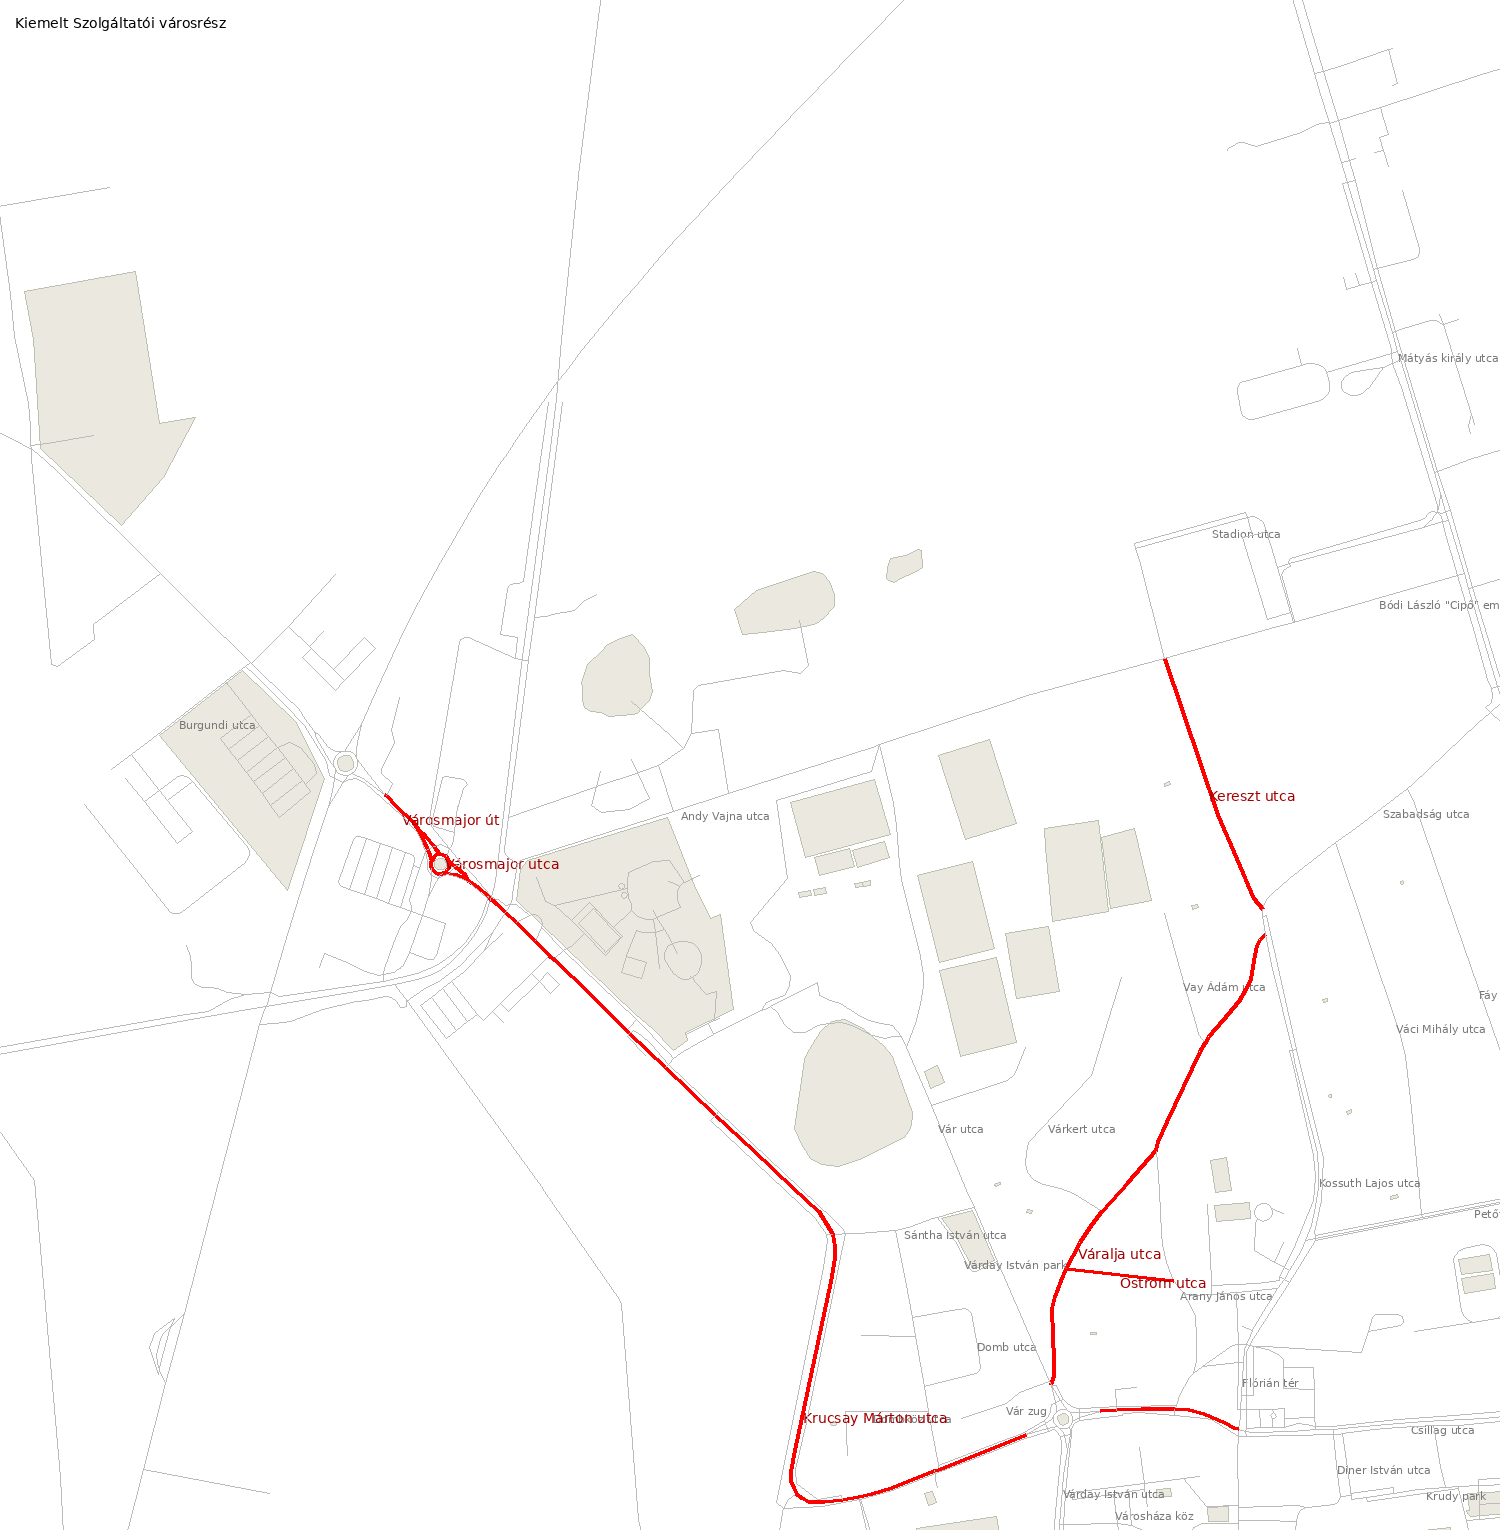 Kiemelt Szolgáltatói városrész
Mátyás király utca
Stadion utca
Bódi László "Cipő" em
Burgundi utca
Kereszt utca
Szabadság utca
Andy Vajna utca
Városmajor út
Városmajor utca
Vay Ádám utca
Fáy
Váci Mihály utca
Vár utca
Várkert utca
Kossuth Lajos utca
Petőf
Sántha István utca
Váralja utca
Várday István park
Ostrom utca
Arany János utca
Domb utca
Flórián tér
Vár zug
Krucsay Márton utca
Csillag utca
Diner István utca
Várday István utca
Krúdy park
Városháza köz